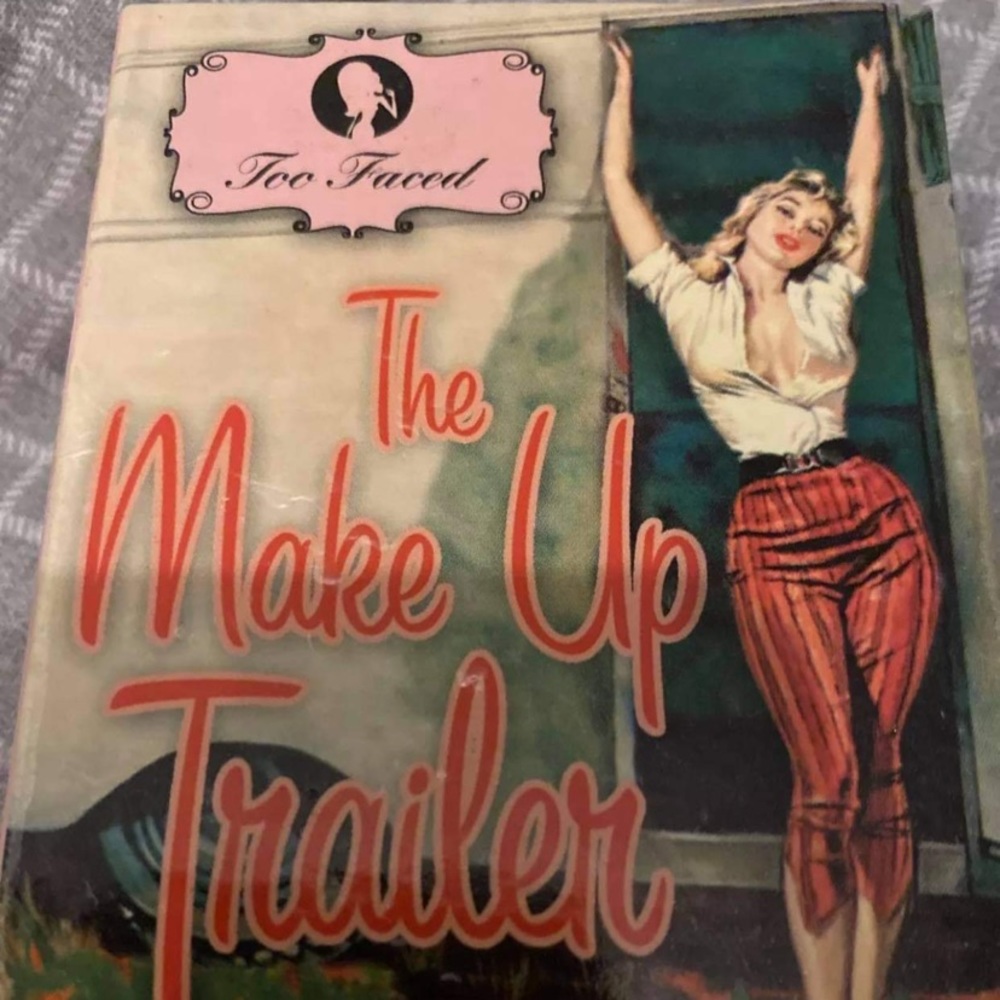 Too Faced
The
Make Up
Trailer